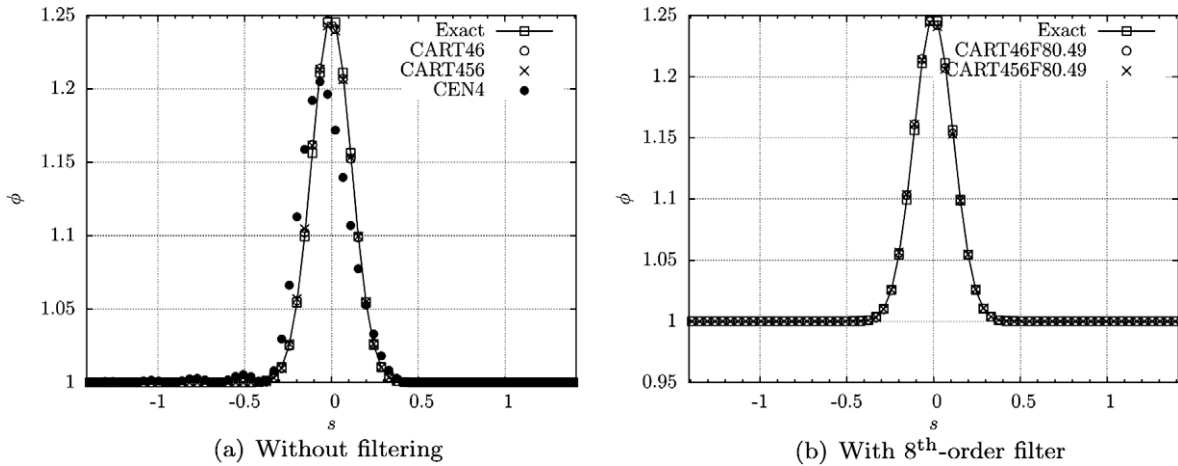 1.25
1.2
1.15
1.1
1.05
1
ϕ
-1
-0.5
0
0.5
1
s
Exact
CART46
CART456
CEN4
(a) Without filtering
1.25
1.2
1.15
1.1
1.05
1
0.95
ϕ
-1
-0.5
0
0.5
1
s
Exact
CART46F80.49
CART456F80.49
(b) With 8th-order filter